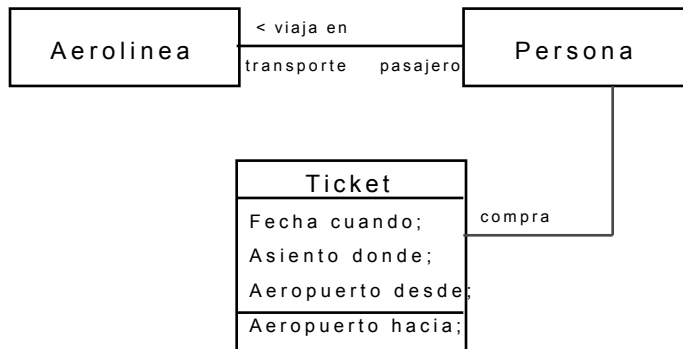 < viaja en
Aerolinea
Persona
transporte pasajero
Ticket
Fecha cuando;
compra
Asiento donde;
Aeropuerto desde;
Aeropuerto hacia;